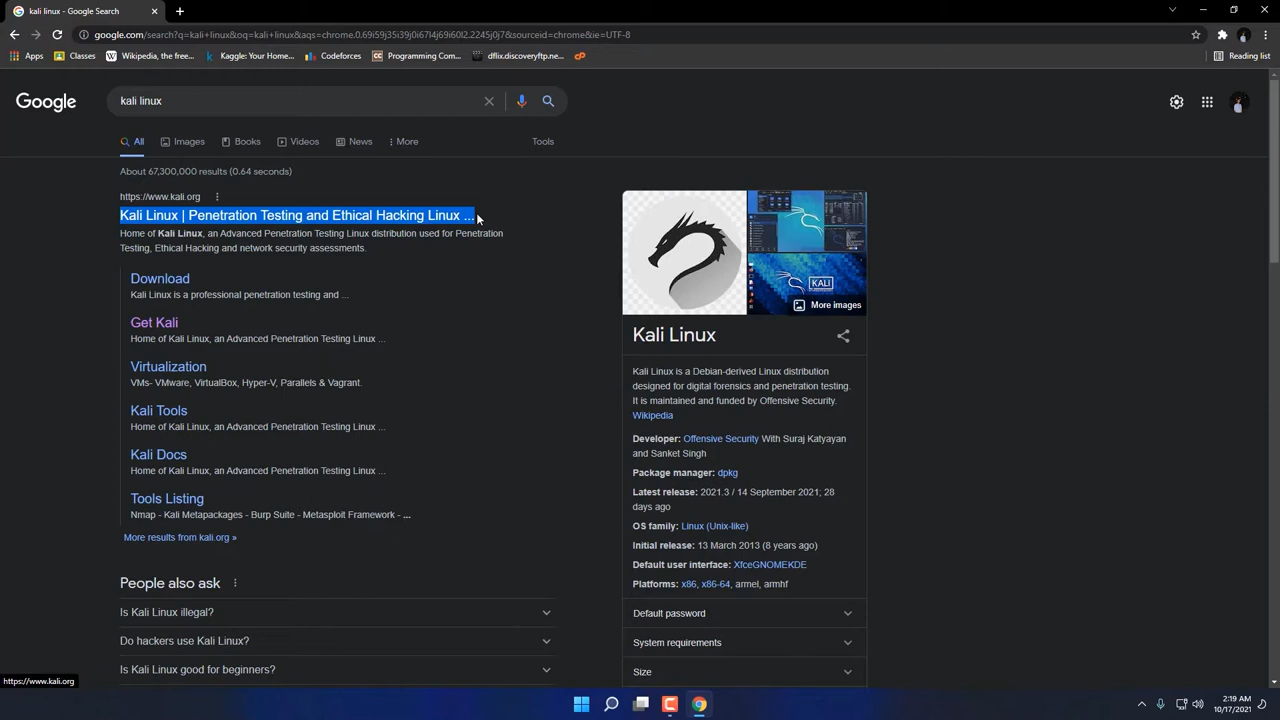 kali linux - Google Search
google.com/search?q=kali+linux&oq=kali+linux&aqs=chrome.0.69i59j35i39j0i67l4j69i60l2.2245j0j7&sourceid=chrome&ie=UTF-8
Apps
Classes
Wikipedia, the free...
Kaggle: Your Home...
Codeforces
Programming Com...
dflix.discoveryftp.ne...
Reading list
Google
kali linux
All
Images
Books
Videos
News
More
Tools
About 67,300,000 results (0.64 seconds)
https://www.kali.org
Kali Linux | Penetration Testing and Ethical Hacking Linux ...
Home of Kali Linux, an Advanced Penetration Testing Linux distribution used for Penetration
Testing, Ethical Hacking and network security assessments.
Download
Kali Linux is a professional penetration testing and ...
Get Kali
Home of Kali Linux, an Advanced Penetration Testing Linux ...
Virtualization
VMs- VMware, VirtualBox, Hyper-V, Parallels & Vagrant.
Kali Tools
Home of Kali Linux, an Advanced Penetration Testing Linux ...
Kali Docs
Home of Kali Linux, an Advanced Penetration Testing Linux ...
Tools Listing
Nmap - Kali Metapackages - Burp Suite - Metasploit Framework - ...
More results from kali.org »
People also ask
Is Kali Linux illegal?
Do hackers use Kali Linux?
Is Kali Linux good for beginners?
KALI
More images
Kali Linux
Kali Linux is a Debian-derived Linux distribution
designed for digital forensics and penetration testing.
It is maintained and funded by Offensive Security.
Wikipedia
Developer: Offensive Security With Suraj Katyayan
and Sanket Singh
Package manager: dpkg
Latest release: 2021.3 / 14 September 2021; 28
days ago
OS family: Linux (Unix-like)
Initial release: 13 March 2013 (8 years ago)
Default user interface: XfceGNOMEKDE
Platforms: x86, x86-64, armel, armhf
Default password
System requirements
Size
https://www.kali.org
2:19 AM
10/17/2021